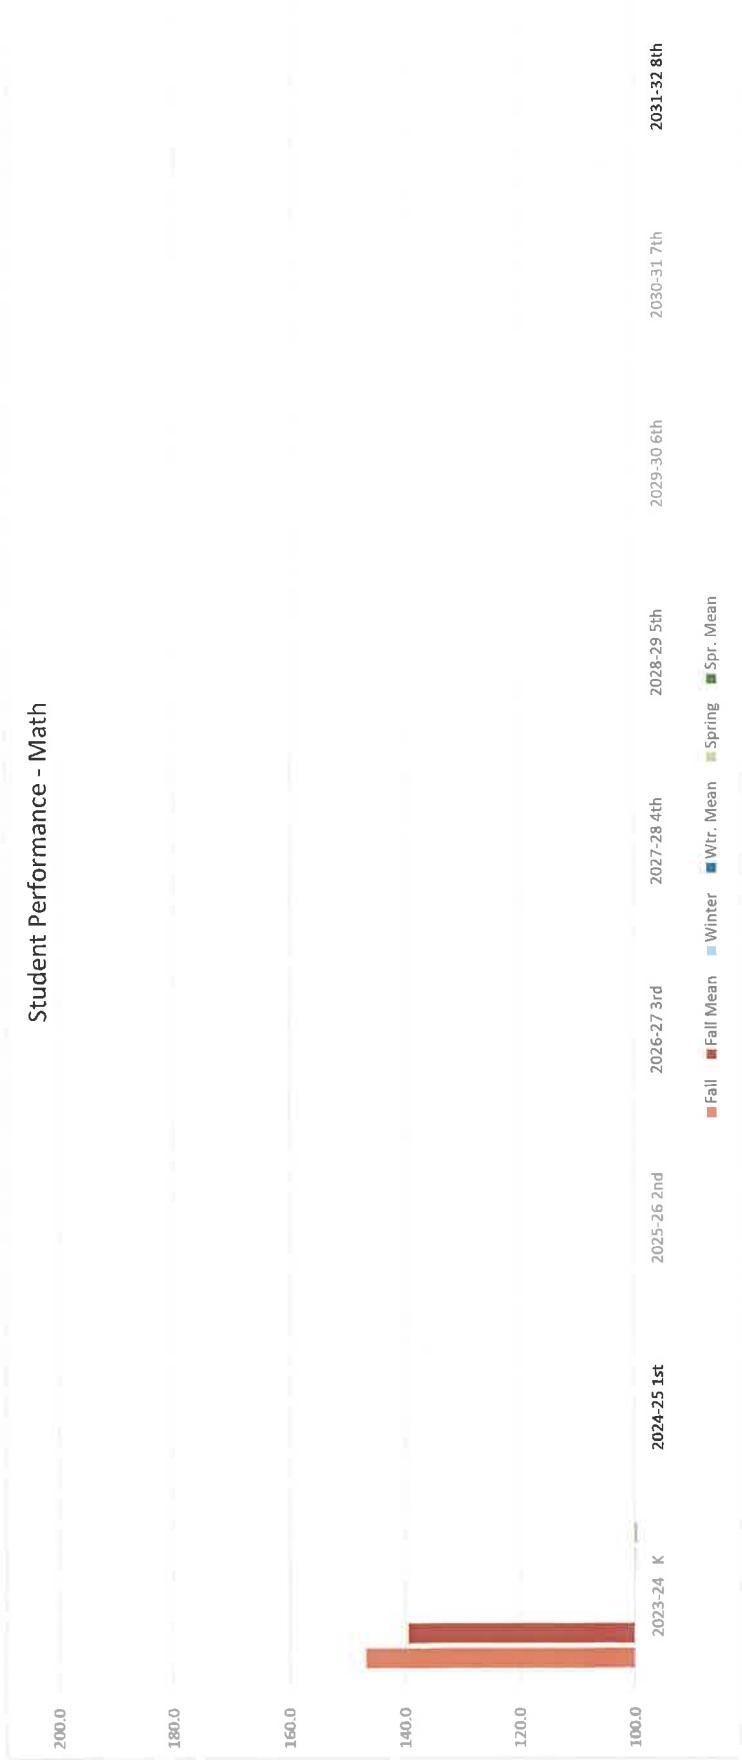 Student Performance - Math
200.0
180.0
160.0
140.0
120.0
100.0
2023-24 K
2024-25 1st
2025-26 2nd
2026-27 3rd
2027-28 4th
2028-29 5th
2029-30 6th
2030-31 7th
2031-32 8th
Fall Fall Mean Winter Wtr. Mean Spring Spr. Mean